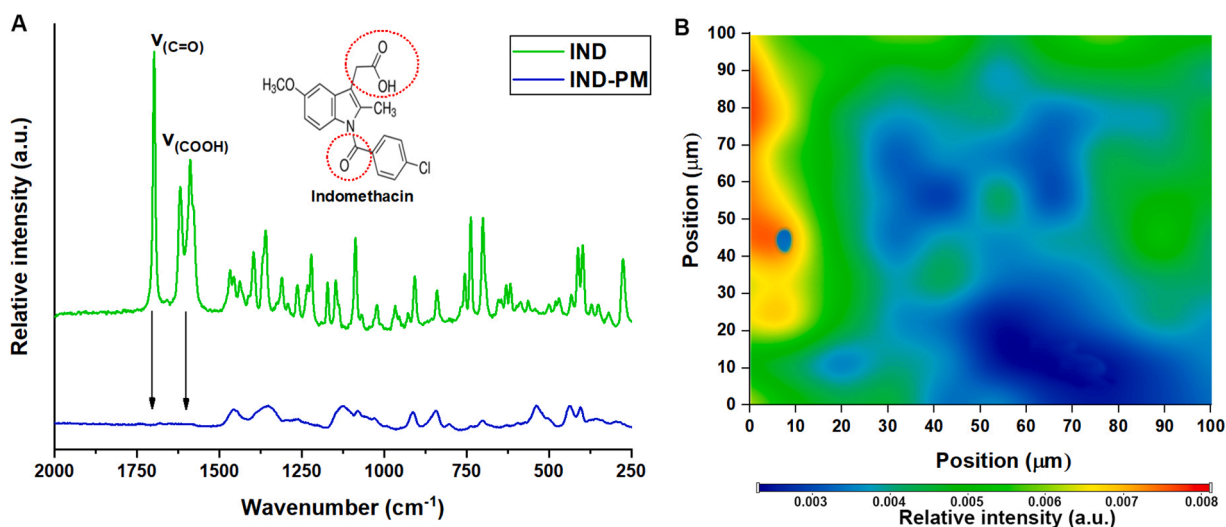 A
ν(C=O)
ν(COOH)
O
OH
H₃CO
CH₃
N
O
Cl
Indomethacin
IND
IND-PM
Relative intensity (a.u.)
2000 1750 1500 1250 1000 750 500 250
Wavenumber (cm⁻¹)
B
100
90
80
70
60
50
40
30
20
10
0
Position (μm)
0 10 20 30 40 50 60 70 80 90 100
Position (μm)
0.003 0.004 0.005 0.006 0.007 0.008
Relative intensity (a.u.)